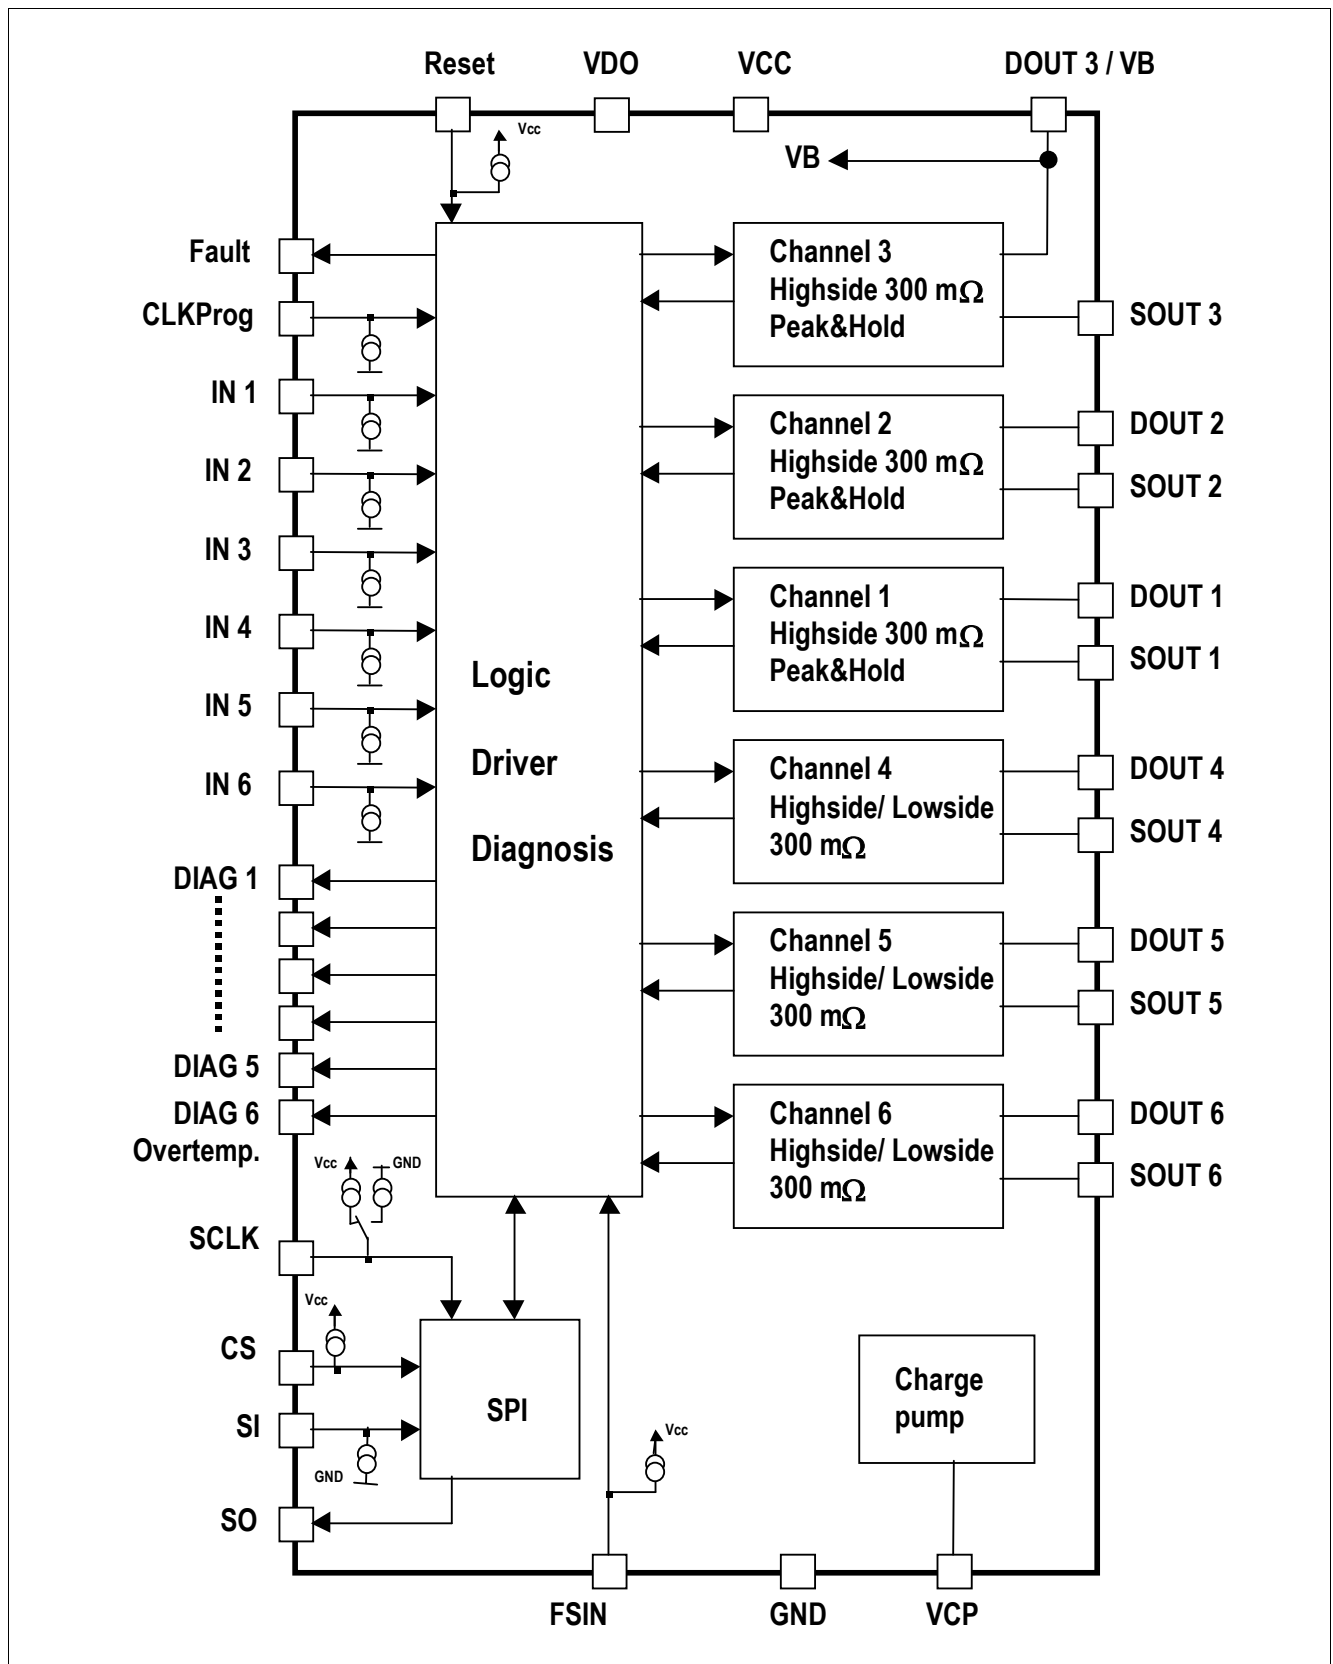 Reset VDO VCC DOUT 3 / VB
Vcc
VB
Fault
Channel 3
Highside 300 mΩ
Peak&Hold
CLKProg
SOUT 3
IN 1
Channel 2
Highside 300 mΩ
Peak&Hold
DOUT 2
IN 2
SOUT 2
IN 3
Channel 1
Highside 300 mΩ
Peak&Hold
DOUT 1
IN 4
SOUT 1
Logic
Driver
Diagnosis
IN 5
IN 6
Channel 4
Highside/ Lowside
300 mΩ
DOUT 4
SOUT 4
DIAG 1
Channel 5
Highside/ Lowside
300 mΩ
DOUT 5
SOUT 5
DIAG 5
DIAG 6
Overtemp.
Channel 6
Highside/ Lowside
300 mΩ
DOUT 6
SOUT 6
Vcc GND
SCLK
Vcc
CS
SPI
Charge
pump
SI
GND
Vcc
SO
FSIN GND VCP